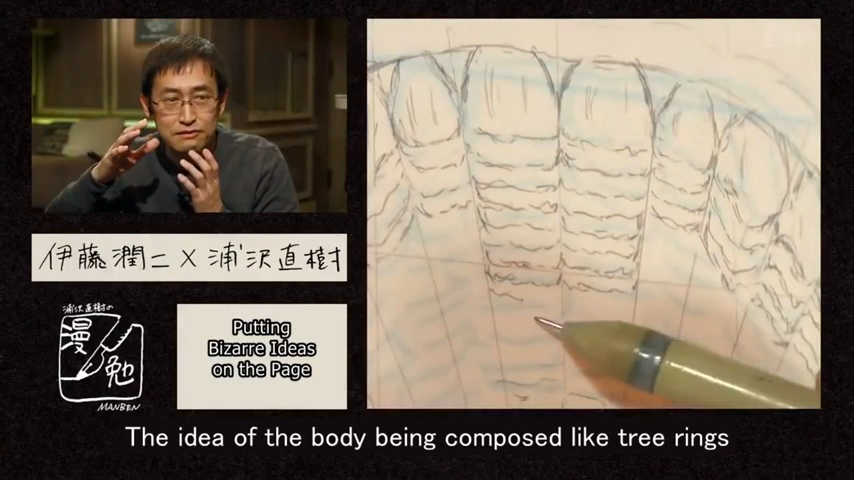 伊藤潤二×浦沢直樹
浦沢直樹の
漫
勉
MANBEN
Putting
Bizarre Ideas
on the Page
The idea of the body being composed like tree rings